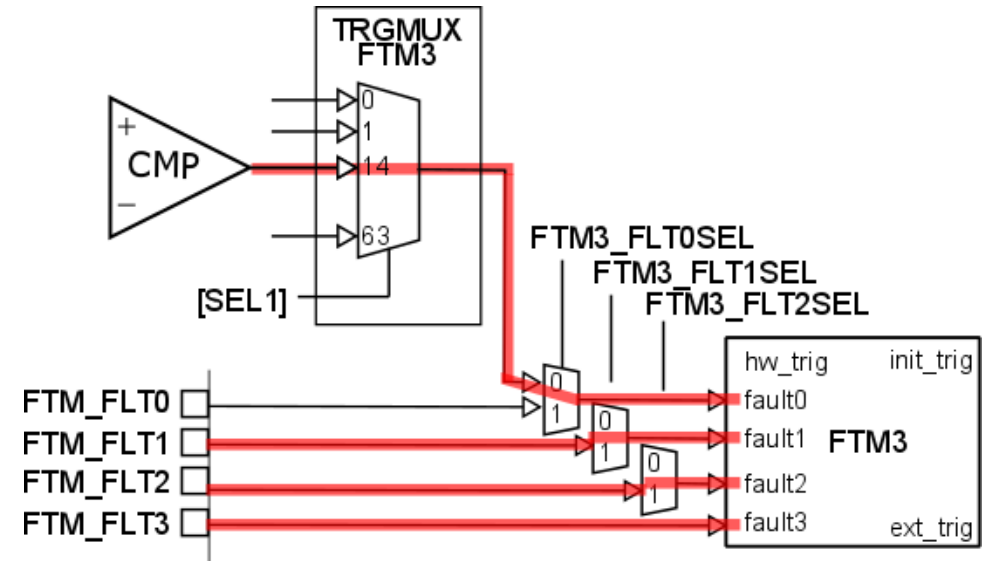 TRGMUX
FTM3
0
1
14
63
+
CMP
−
[SEL1]
FTM3_FLT0SEL
FTM3_FLT1SEL
FTM3_FLT2SEL
0
1
0
1
0
1
FTM_FLT0
FTM_FLT1
FTM_FLT2
FTM_FLT3
hw_trig init_trig
fault0
fault1 FTM3
fault2
fault3 ext_trig